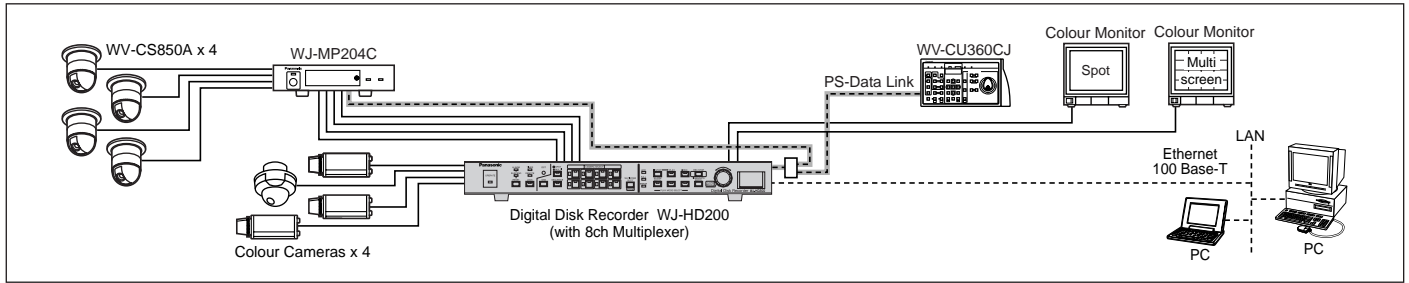 WV-CS850A x 4
WJ-MP204C
Panasonic
WV-CU360CJ
PS-Data Link
Colour Monitor
Spot
Colour Monitor
Multi
screen
LAN
Ethernet
100 Base-T
Panasonic
Digital Disk Recorder WJ-HD200
(with 8ch Multiplexer)
Colour Cameras x 4
PC
PC